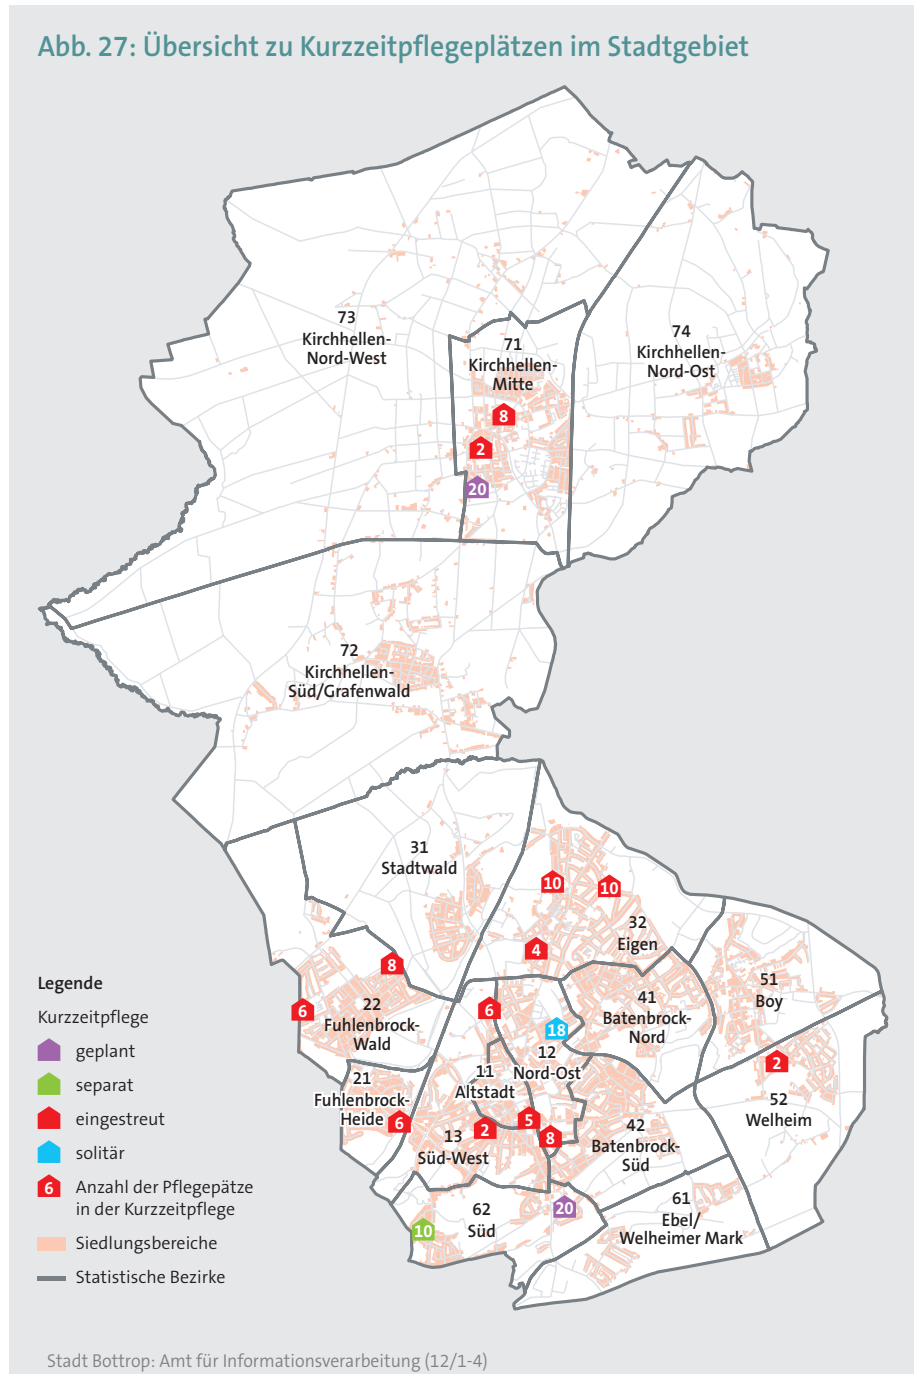 Abb. 27: Übersicht zu Kurzzeitpflegeplätzen im Stadtgebiet
73
Kirchhellen-
Nord-West
71
Kirchhellen-
Mitte
74
Kirchhellen-
Nord-Ost
8
2
20
72
Kirchhellen-
Süd/Grafenwald
31
Stadtwald
10
10
32
Eigen
4
8
6
22
Fuhlenbrock-
Wald
6
18
41
Batenbrock-
Nord
51
Boy
2
52
Welheim
12
Nord-Ost
11
Altstadt
21
Fuhlenbrock-
Heide
6
13
Süd-West
2
5
8
42
Batenbrock-
Süd
62
Süd
10
20
61
Ebel/
Welheimer Mark
Legende
Kurzzeitpflege
geplant
separat
eingestreut
solitär
6 Anzahl der Pflegepätze
in der Kurzzeitpflege
Siedlungsbereiche
Statistische Bezirke
Stadt Bottrop: Amt für Informationsverarbeitung (12/1-4)